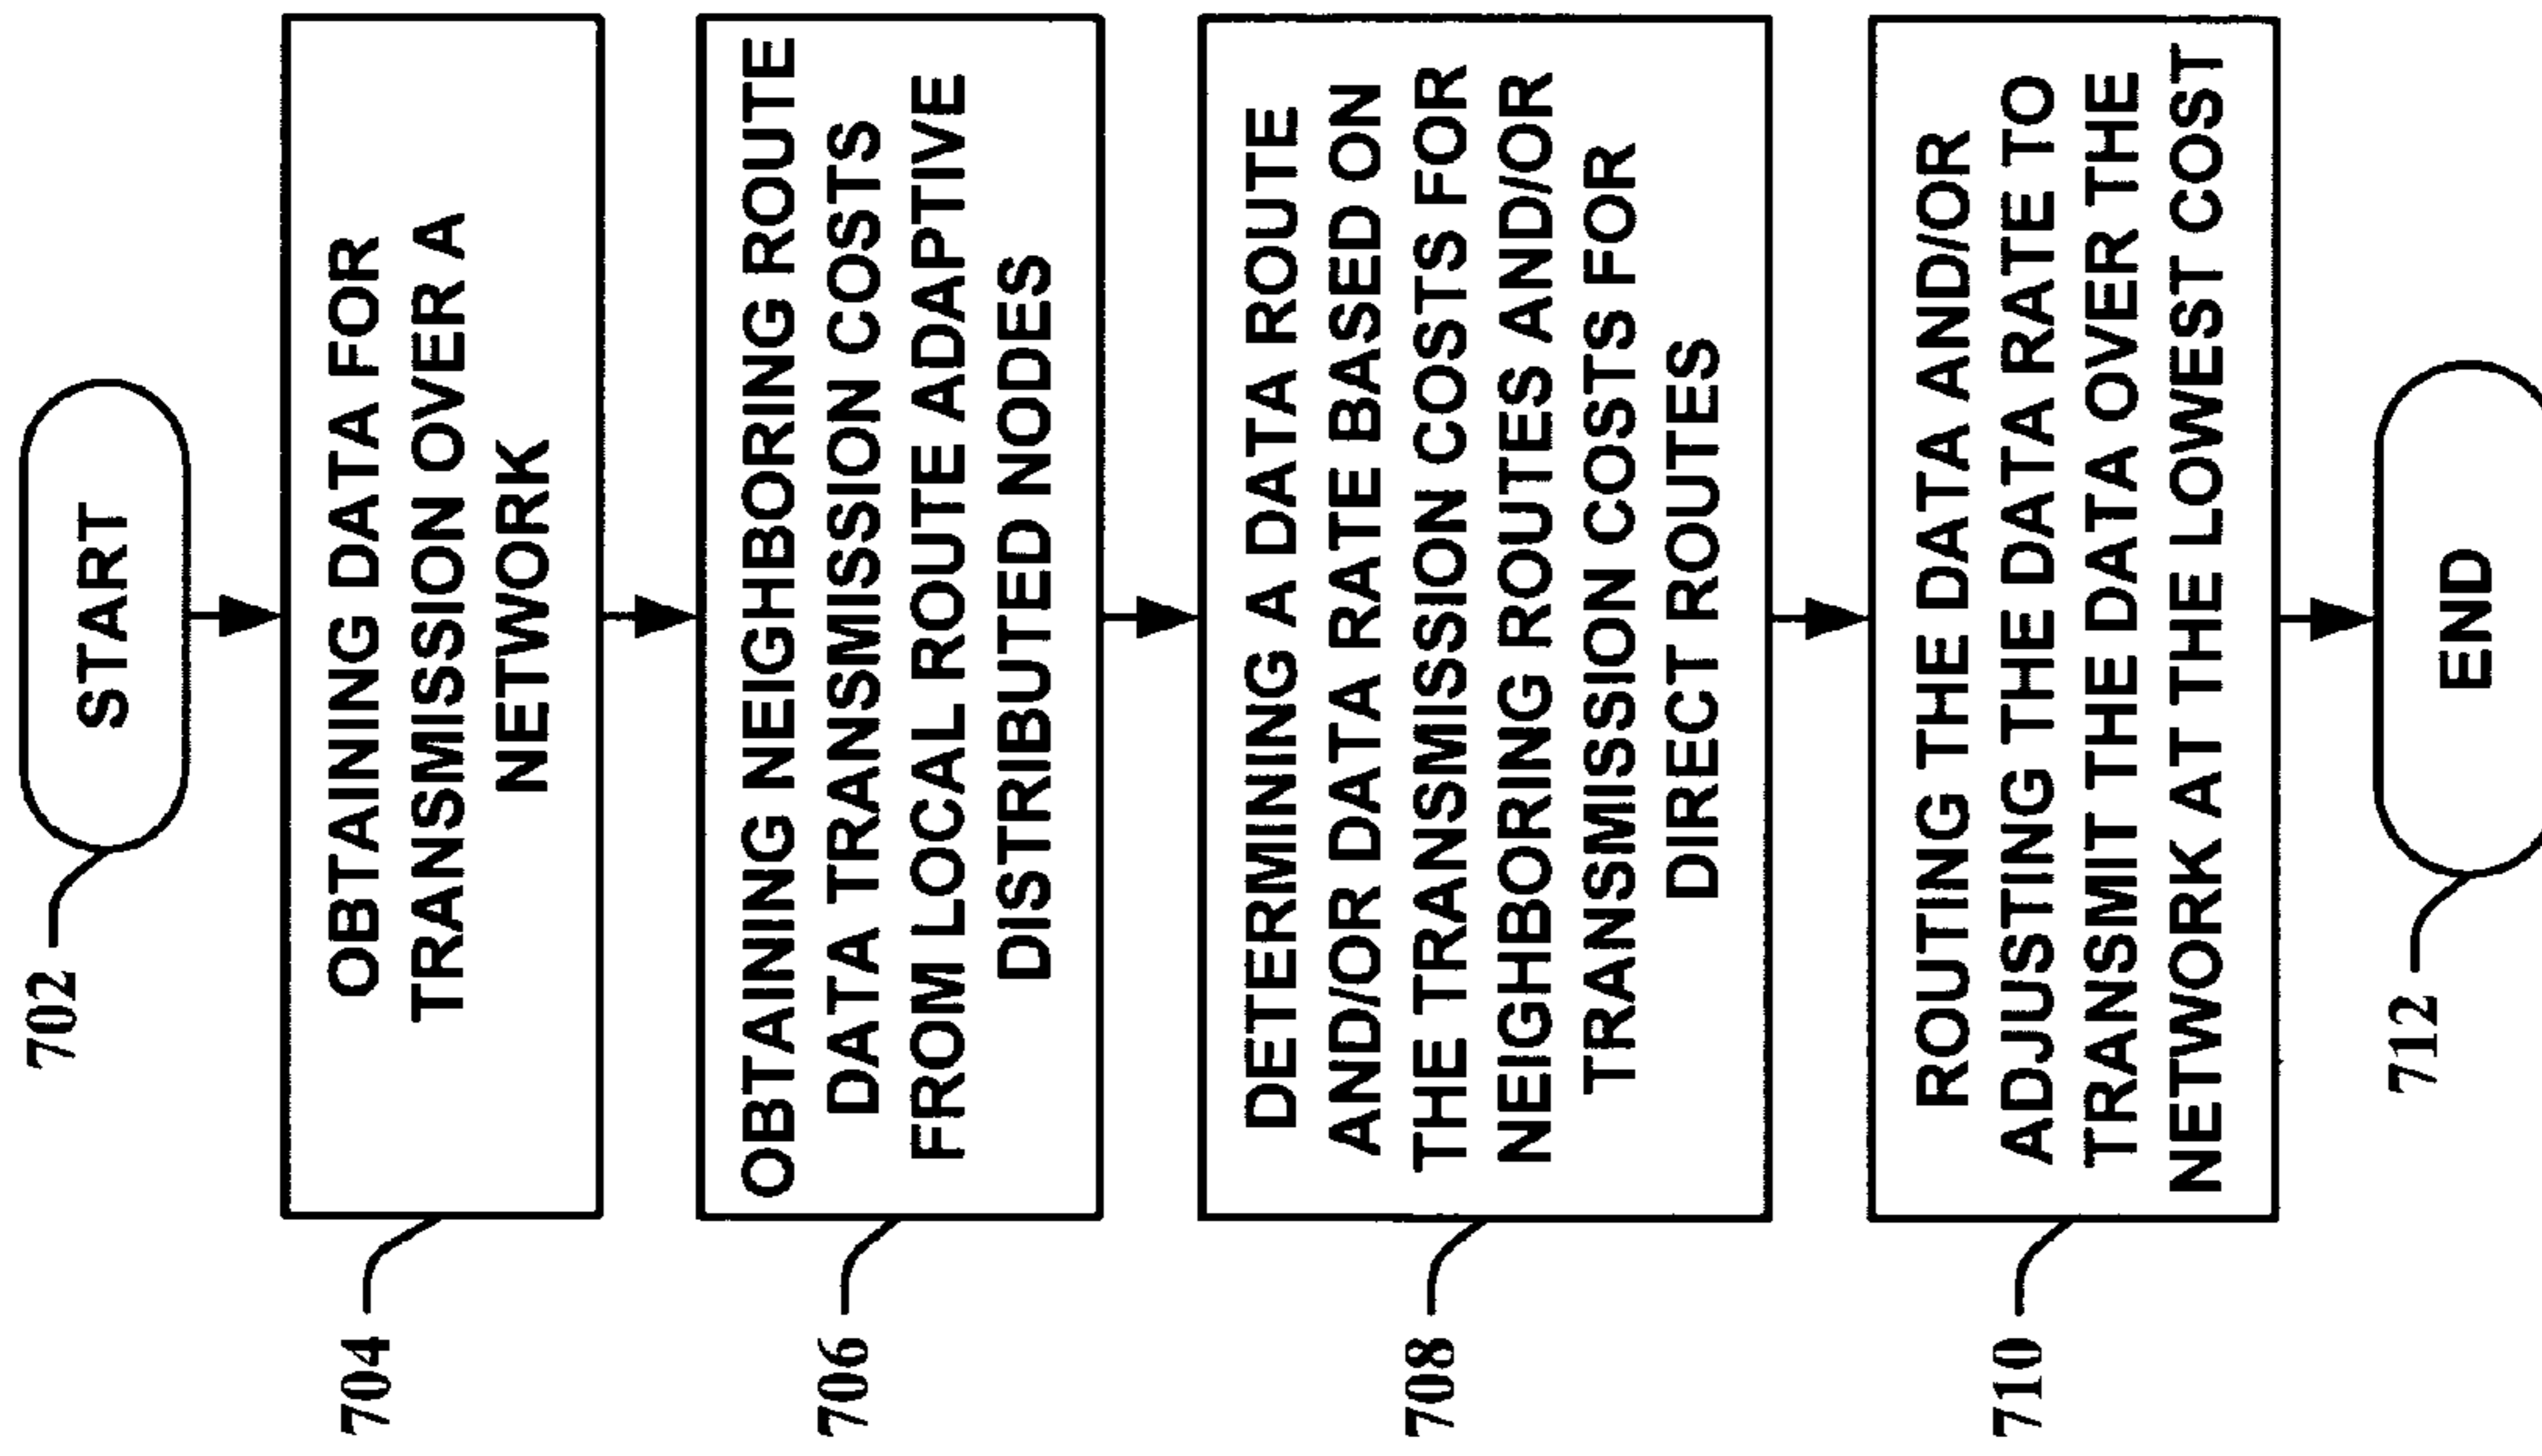 START
702
OBTAINING DATA FOR
TRANSMISSION OVER A
NETWORK
704
OBTAINING NEIGHBORING ROUTE
DATA TRANSMISSION COSTS
FROM LOCAL ROUTE ADAPTIVE
DISTRIBUTED NODES
706
DETERMINING A DATA ROUTE
AND/OR DATA RATE BASED ON
THE TRANSMISSION COSTS FOR
NEIGHBORING ROUTES AND/OR
TRANSMISSION COSTS FOR
DIRECT ROUTES
708
ROUTING THE DATA AND/OR
ADJUSTING THE DATA RATE TO
TRANSMIT THE DATA OVER THE
NETWORK AT THE LOWEST COST
710
END
712